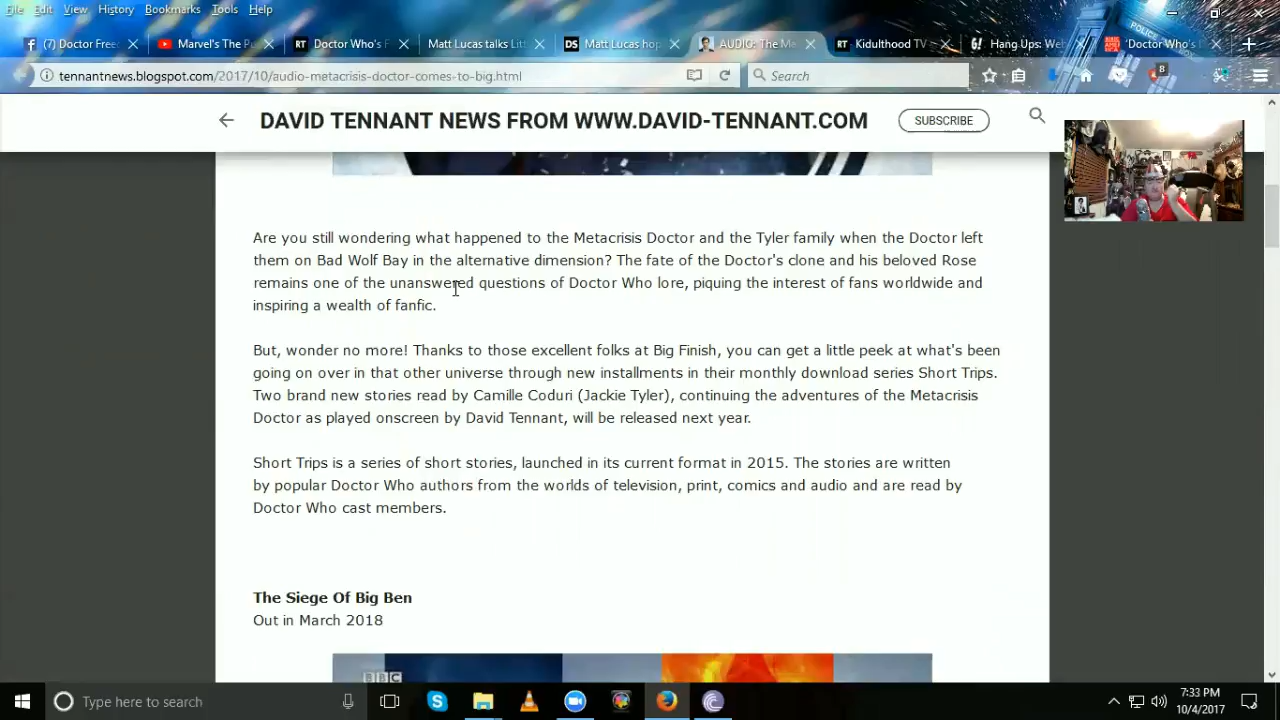 File Edit View History Bookmarks Tools Help
(7) Doctor Free
Marvel's The Pu
Doctor Who's F
Matt Lucas talks Litt
Matt Lucas hop
AUDIO: The Me
Kidulthood TV
Hang Ups: Wel
'Doctor Who's
tennantnews.blogspot.com/2017/10/audio-metacrisis-doctor-comes-to-big.html
Search
8
DAVID TENNANT NEWS FROM WWW.DAVID-TENNANT.COM
SUBSCRIBE
Are you still wondering what happened to the Metacrisis Doctor and the Tyler family when the Doctor left
them on Bad Wolf Bay in the alternative dimension? The fate of the Doctor's clone and his beloved Rose
remains one of the unanswered questions of Doctor Who lore, piquing the interest of fans worldwide and
inspiring a wealth of fanfic.
But, wonder no more! Thanks to those excellent folks at Big Finish, you can get a little peek at what's been
going on over in that other universe through new installments in their monthly download series Short Trips.
Two brand new stories read by Camille Coduri (Jackie Tyler), continuing the adventures of the Metacrisis
Doctor as played onscreen by David Tennant, will be released next year.
Short Trips is a series of short stories, launched in its current format in 2015. The stories are written
by popular Doctor Who authors from the worlds of television, print, comics and audio and are read by
Doctor Who cast members.
The Siege Of Big Ben
Out in March 2018
BBC
Type here to search
7:33 PM
10/4/2017